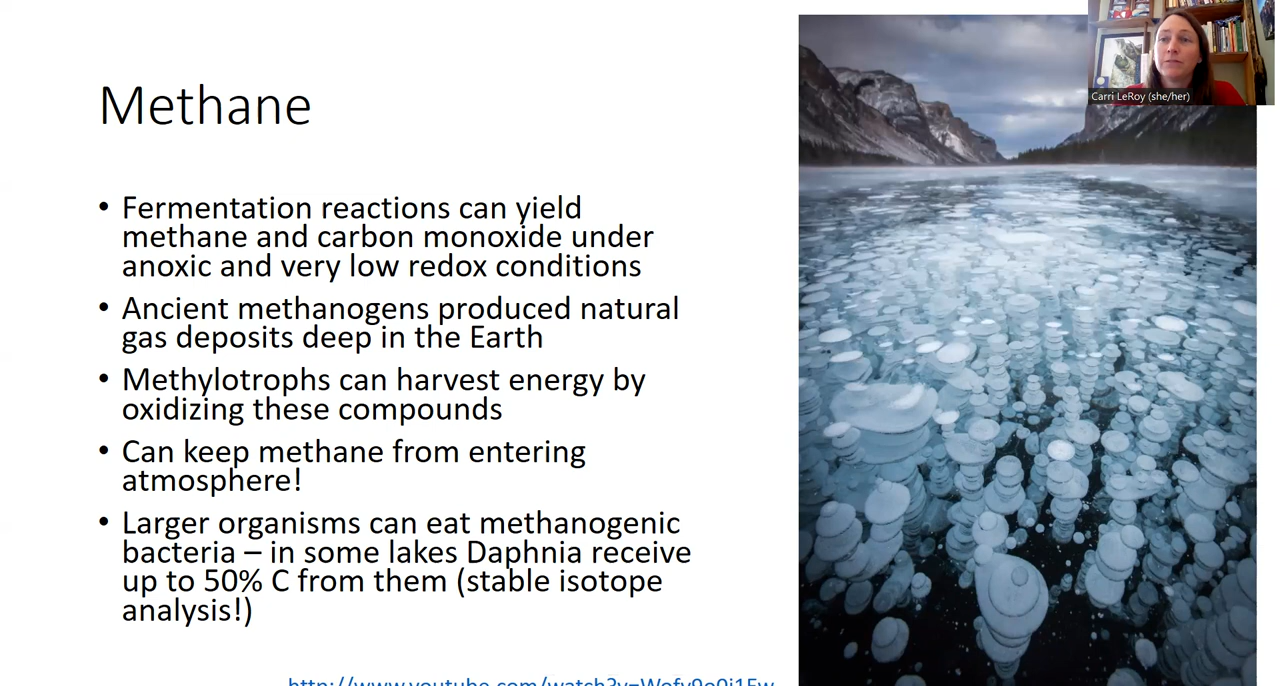 Methane
• Fermentation reactions can yield
methane and carbon monoxide under
anoxic and very low redox conditions
• Ancient methanogens produced natural
gas deposits deep in the Earth
• Methylotrophs can harvest energy by
oxidizing these compounds
• Can keep methane from entering
atmosphere!
• Larger organisms can eat methanogenic
bacteria – in some lakes Daphnia receive
up to 50% C from them (stable isotope
analysis!)
Carri LeRoy (she/her)